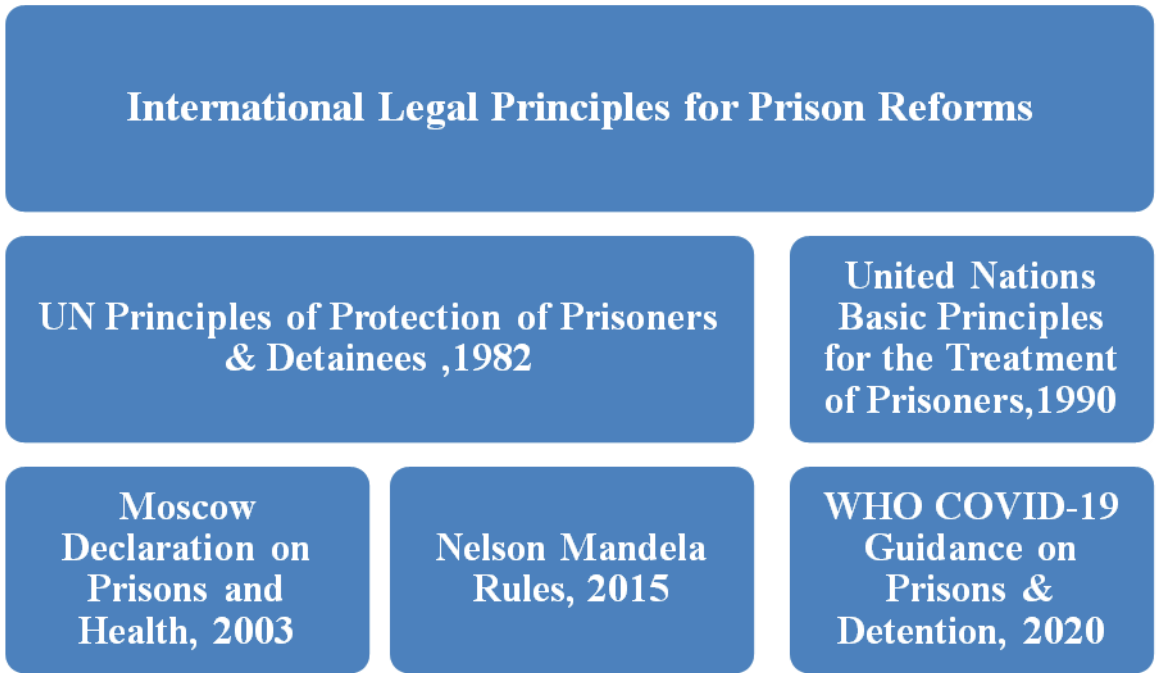 International Legal Principles for Prison Reforms
UN Principles of Protection of Prisoners
& Detainees ,1982
United Nations
Basic Principles
for the Treatment
of Prisoners,1990
Moscow
Declaration on
Prisons and
Health, 2003
Nelson Mandela
Rules, 2015
WHO COVID-19
Guidance on
Prisons &
Detention, 2020